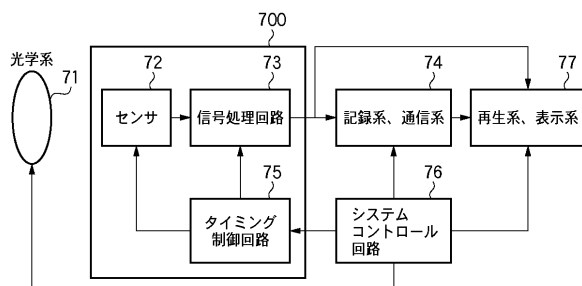 700
光学系
71
72
センサ
73
信号処理回路
74
記録系、通信系
77
再生系、表示系
75
タイミング
制御回路
76
システム
コントロール
回路